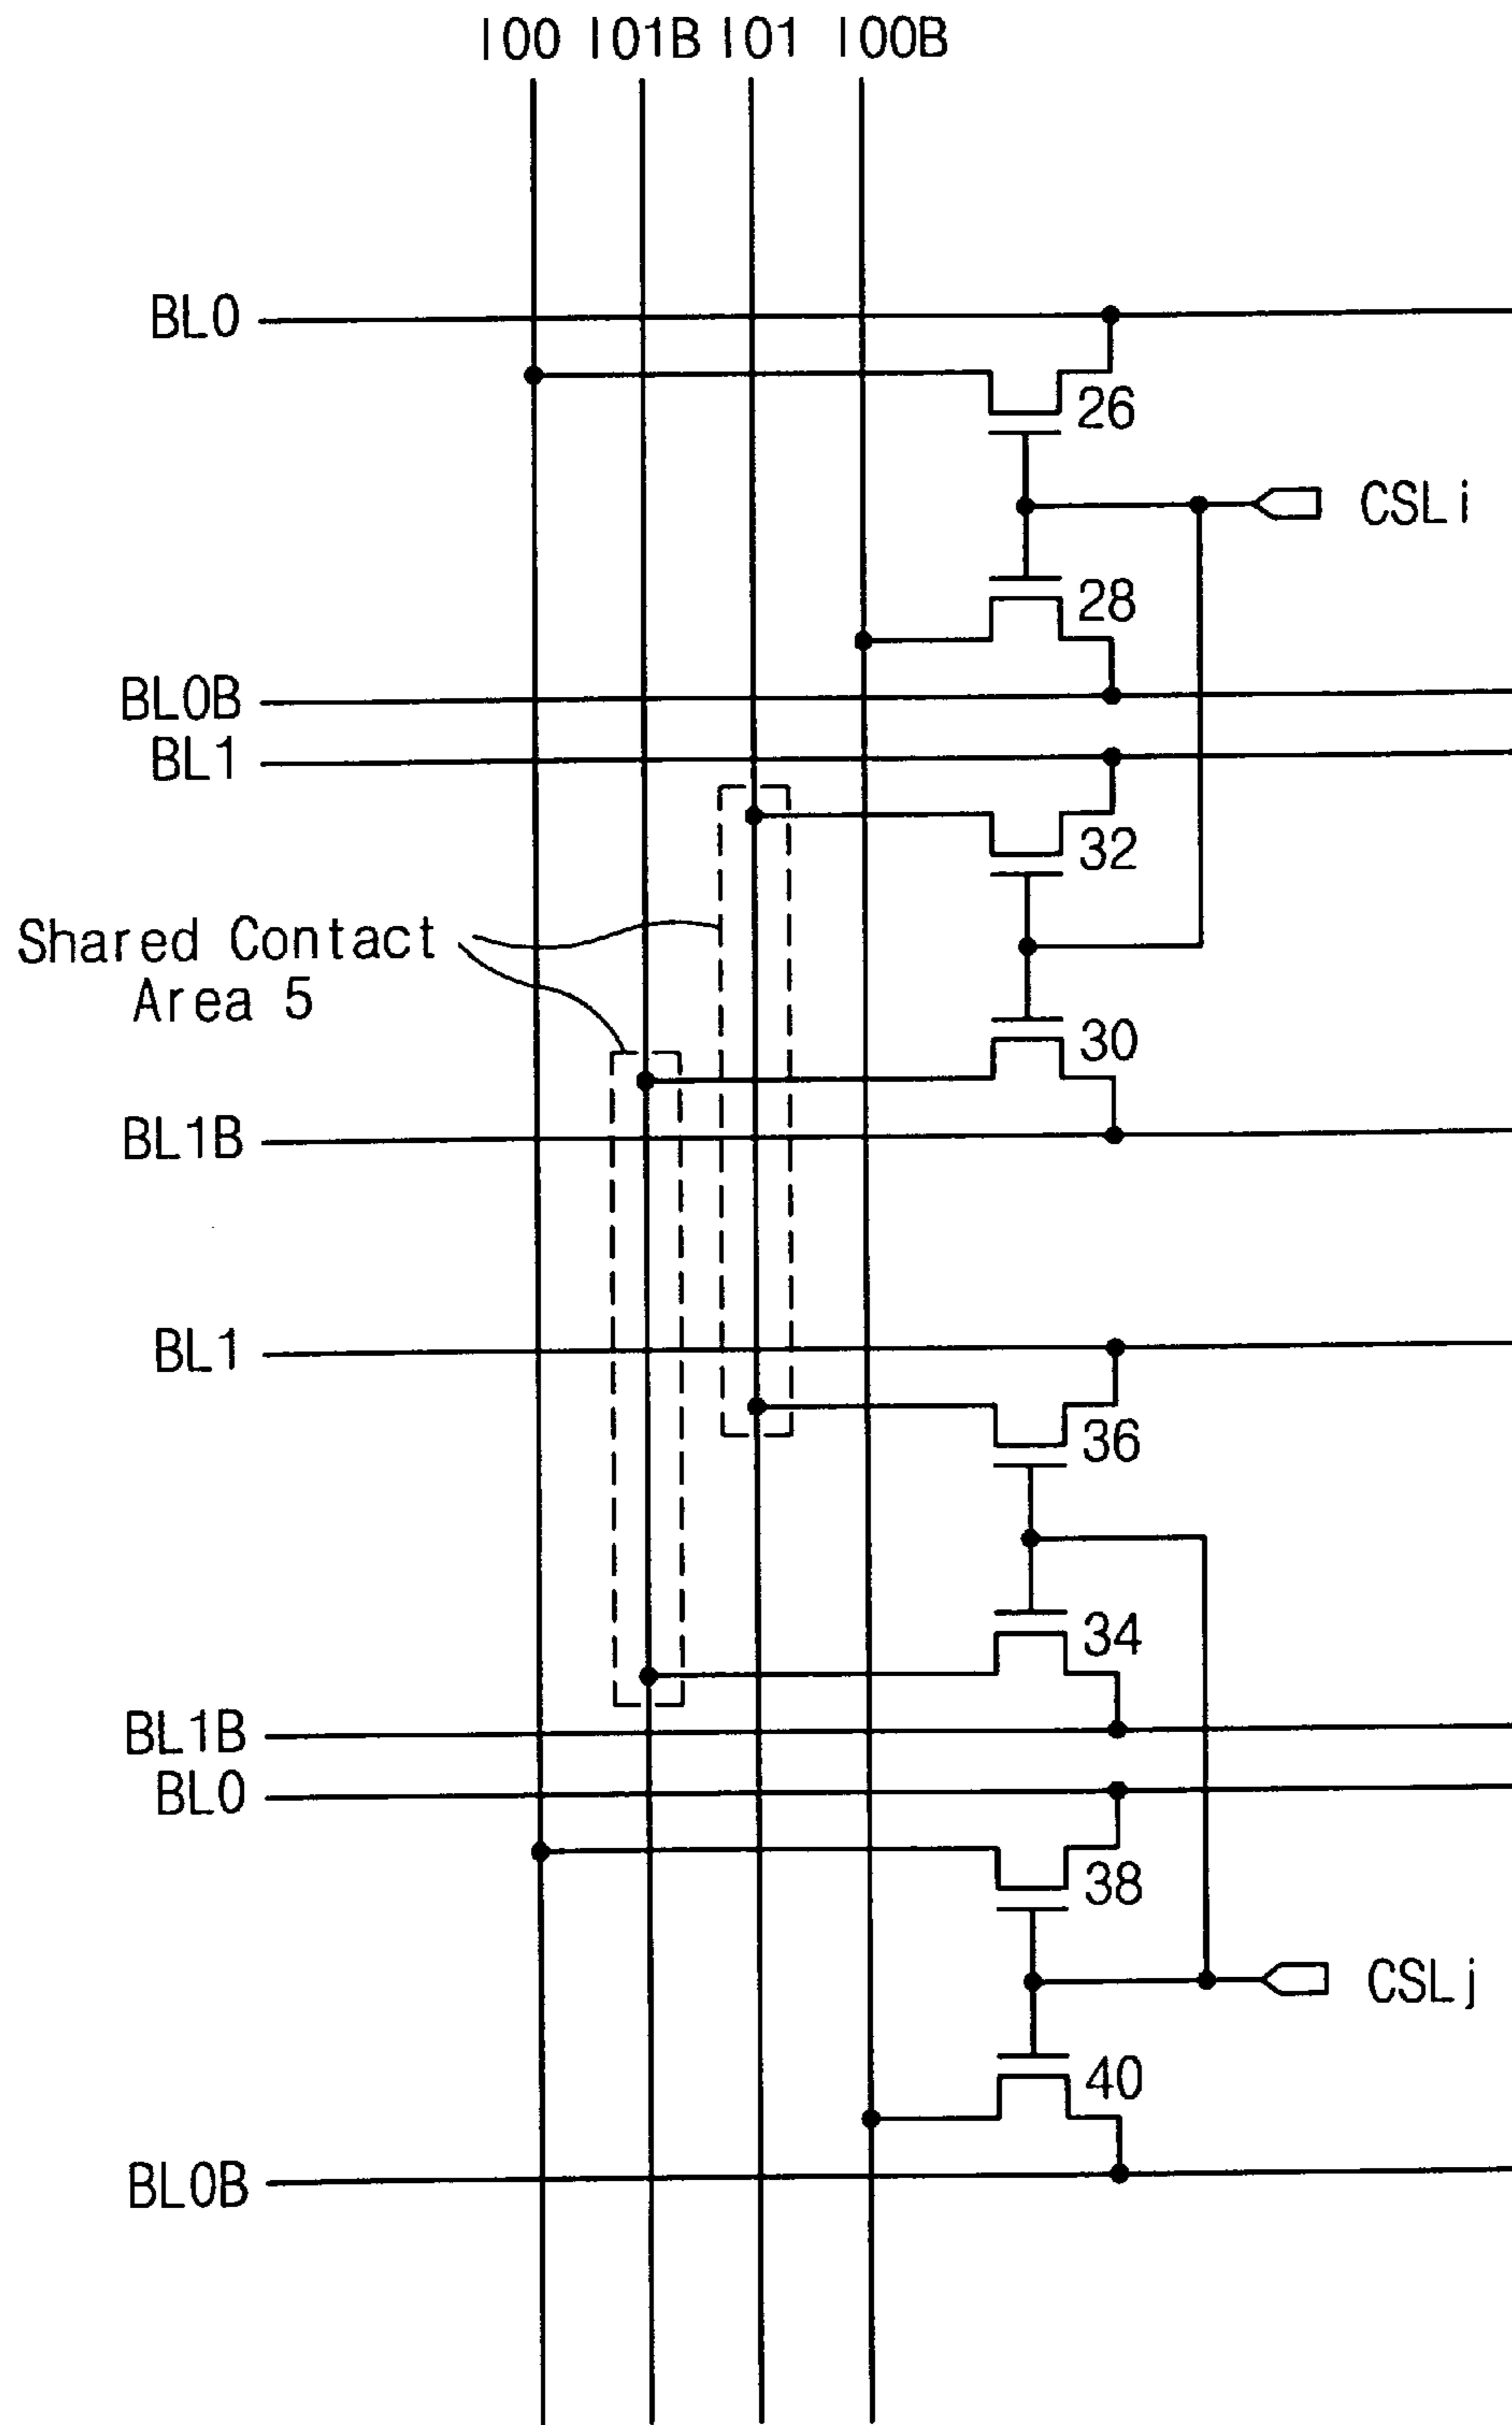 IO0 IO1B IO1 IO0B
BL0
26
CSLi
28
BL0B
BL1
32
Shared Contact
Area 5
30
BL1B
BL1
36
34
BL1B
BL0
38
CSLj
40
BL0B